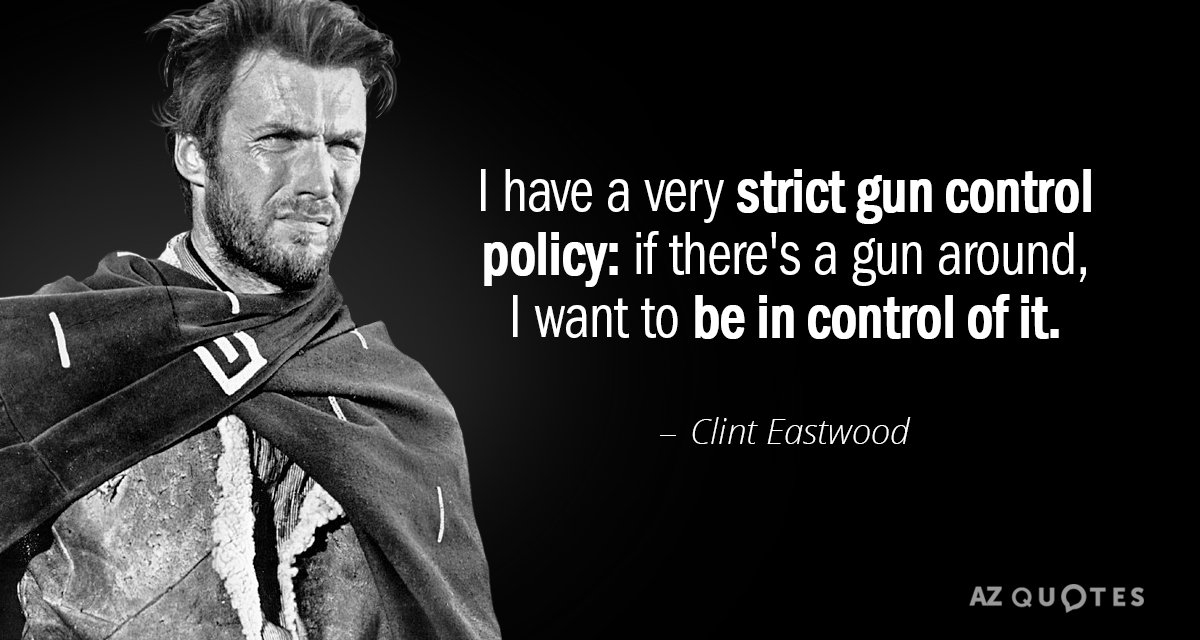 I have a very strict gun control
policy: if there's a gun around,
I want to be in control of it.
– Clint Eastwood
AZ QUOTES